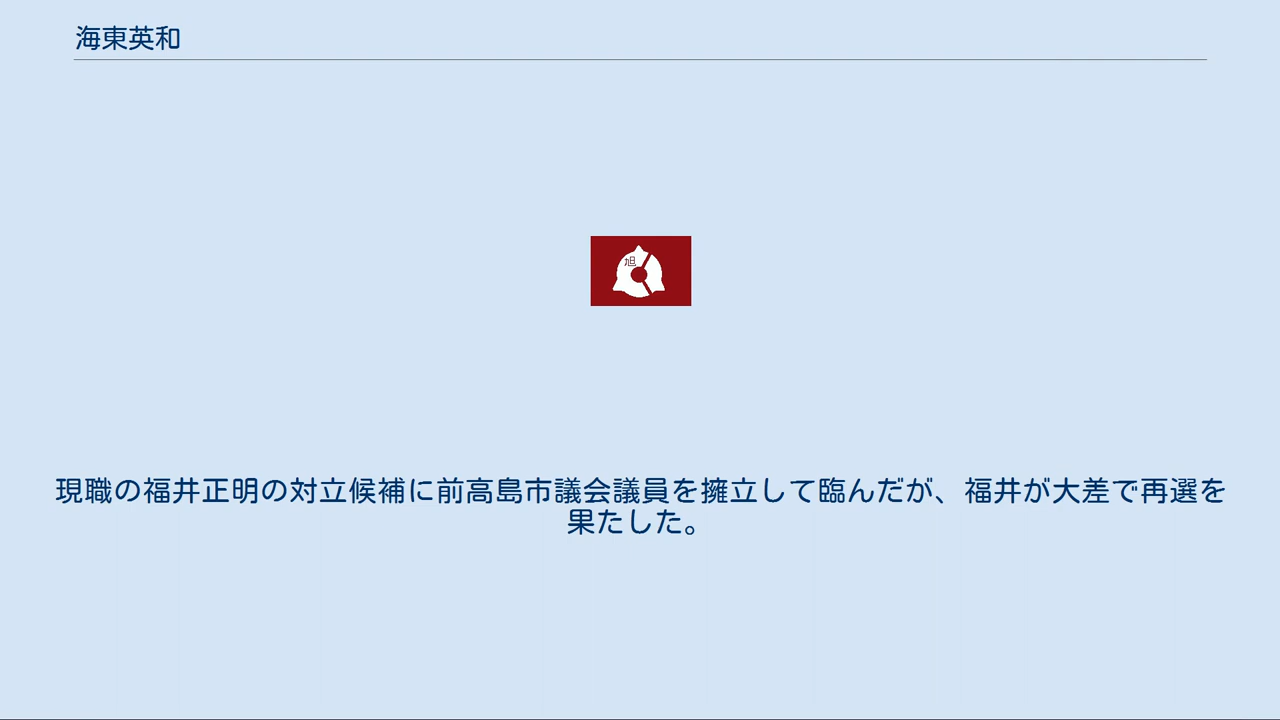 海東英和
旭
現職の福井正明の対立候補に前高島市議会議員を擁立して臨んだが、福井が大差で再選を
果たした。